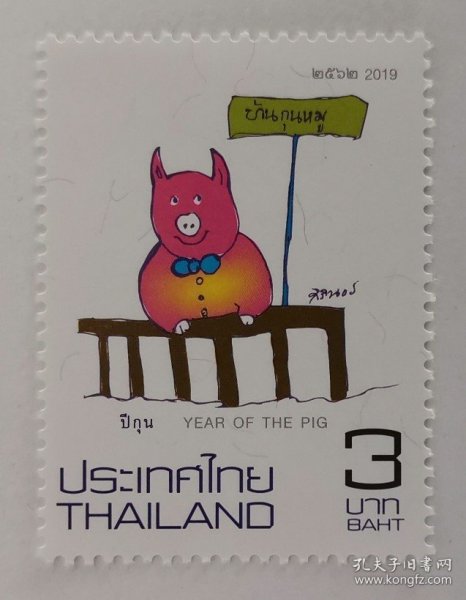 ๒๕๖๒ 2019
บ้านกุนหมู
ปีกุน YEAR OF THE PIG
3
ประเทศไทย
บาท
THAILAND
BAHT
孔夫子旧书网
www.kongfz.com